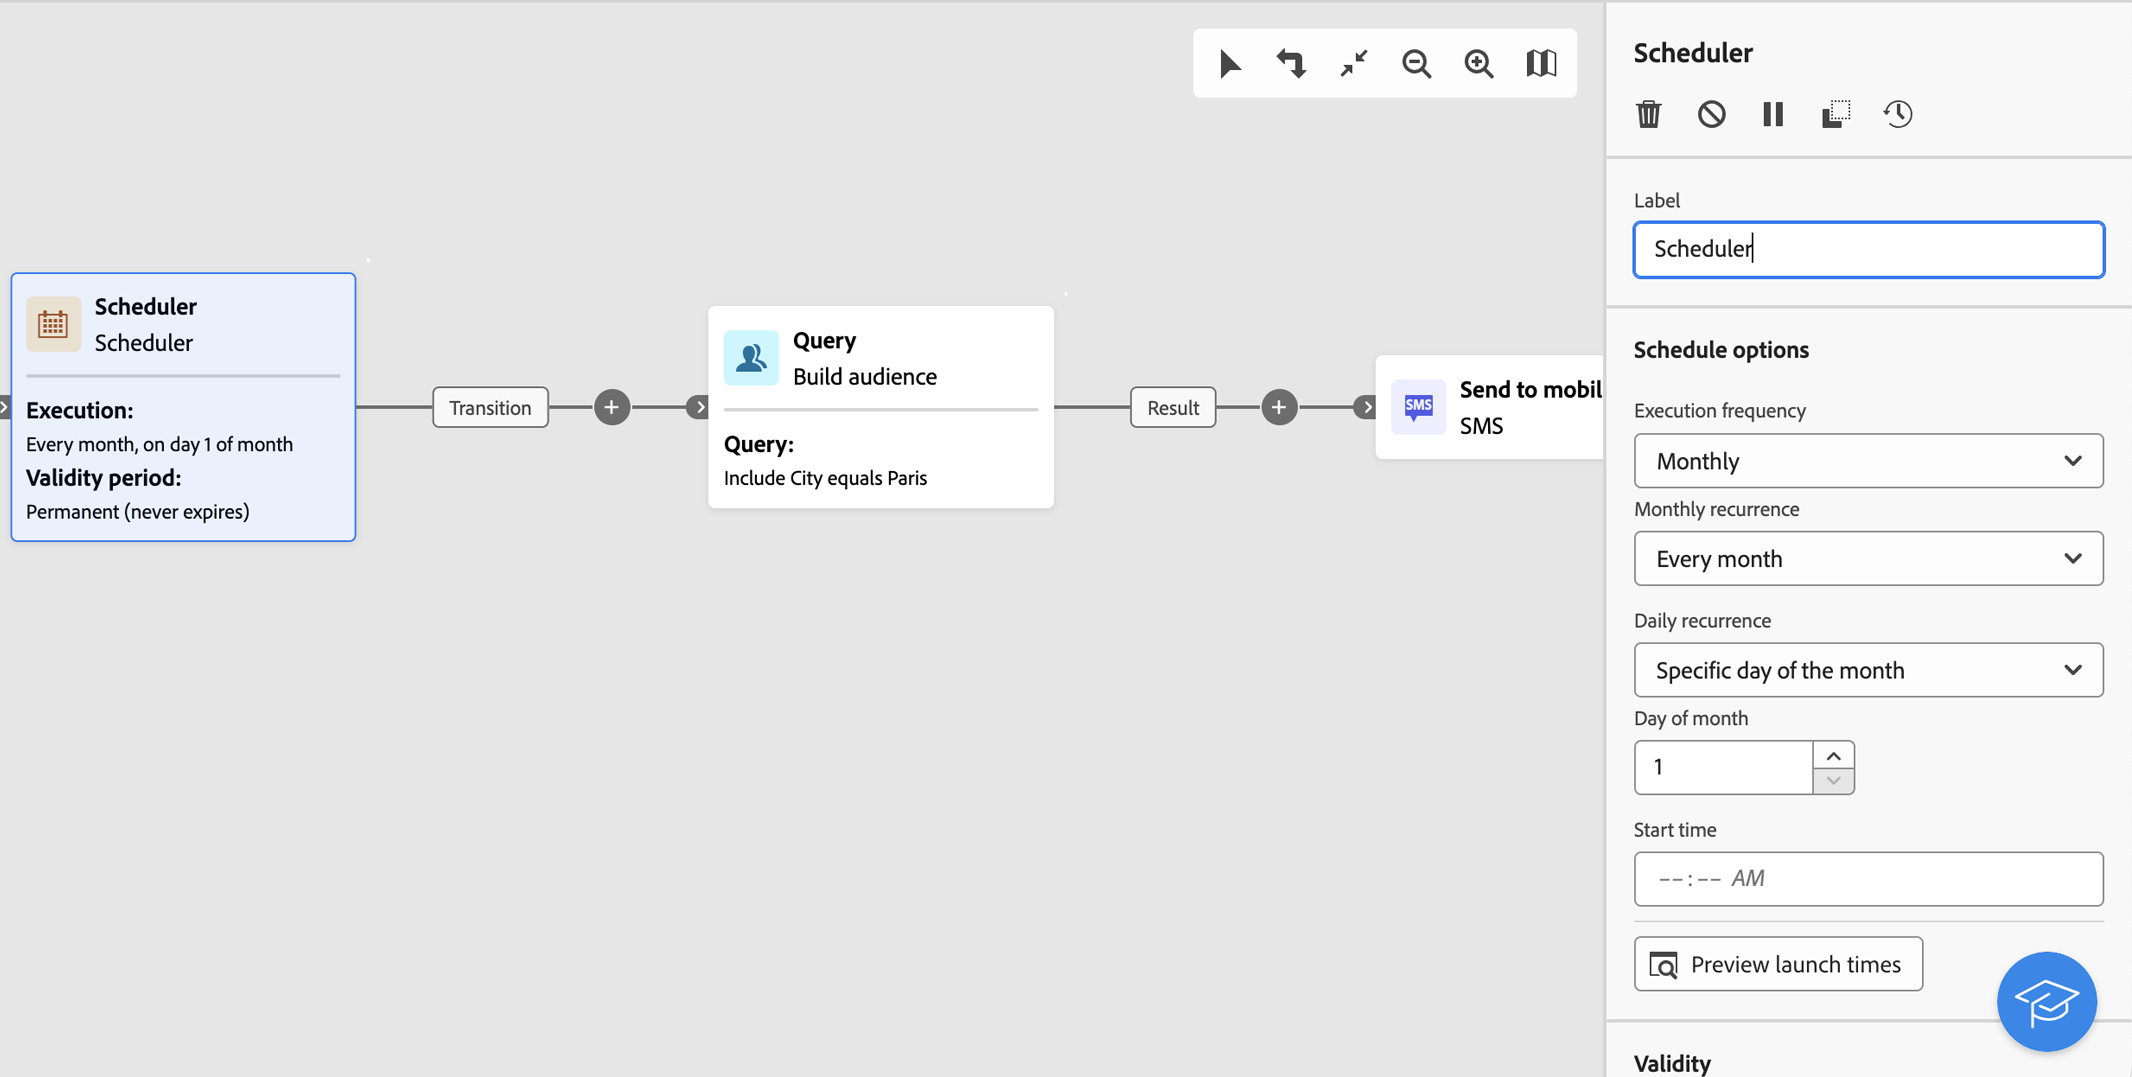 Scheduler
Scheduler
Execution:
Every month, on day 1 of month
Validity period:
Permanent (never expires)
Transition
Query
Build audience
Query:
Include City equals Paris
Result
SMS
Send to mobil
SMS
Scheduler
Label
Scheduler
Schedule options
Execution frequency
Monthly
Monthly recurrence
Every month
Daily recurrence
Specific day of the month
Day of month
1
Start time
--:-- AM
Preview launch times
Validity